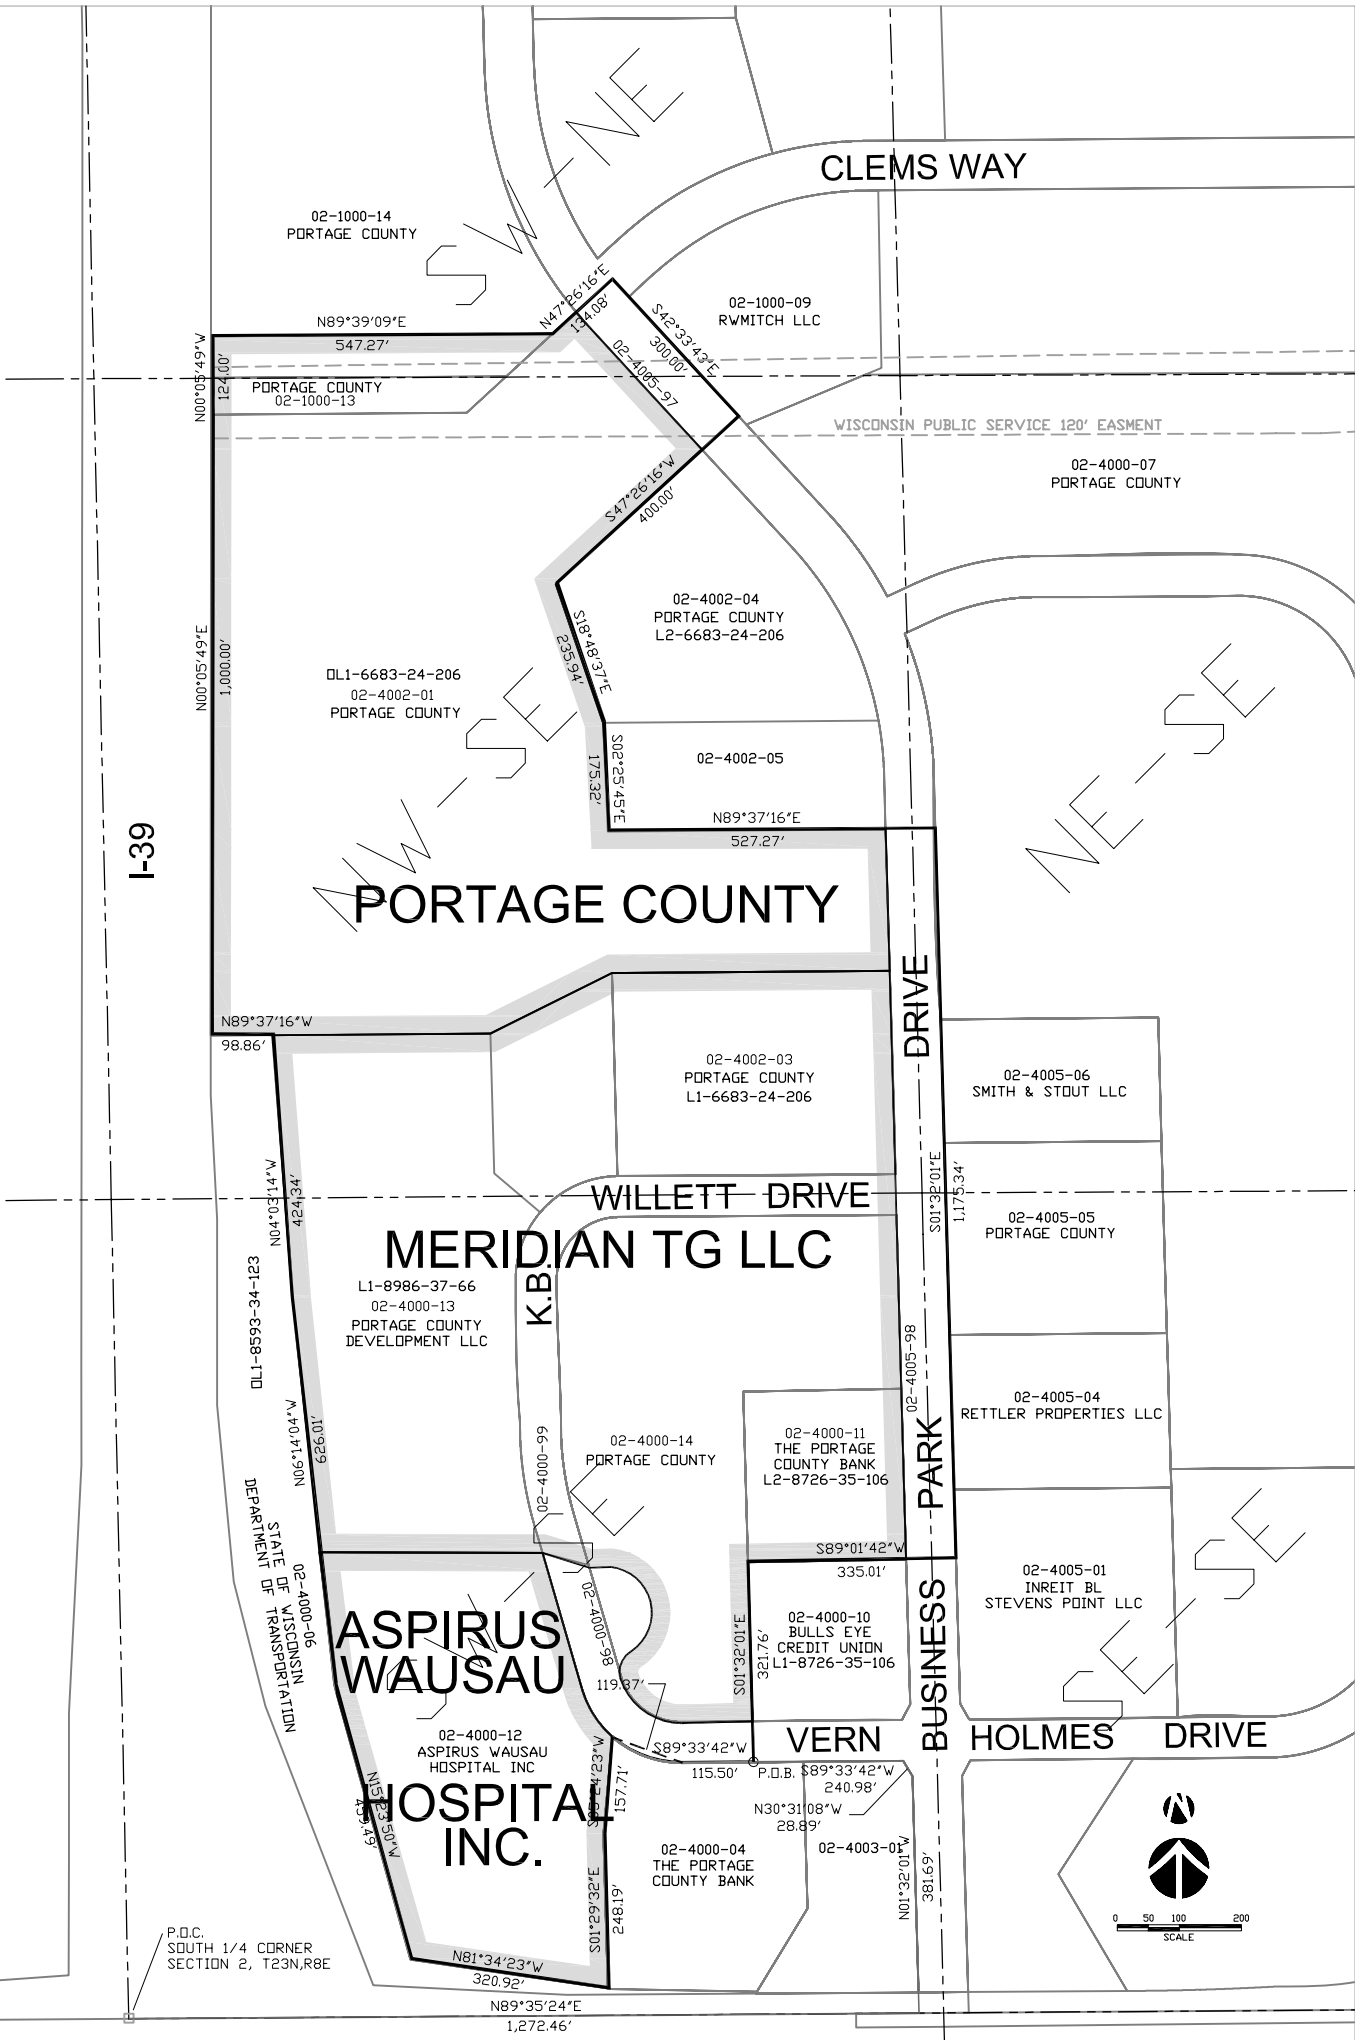 SW-NE
CLEMS WAY
02-1000-14
PORTAGE COUNTY
N47°26'16"E
134.08'
02-1000-09
RWMITCH LLC
S42°33'43"E
300.00'
N89°39'09"E
547.27'
N00°05'49"W
124.00'
02-4005-97
PORTAGE COUNTY
02-1000-13
WISCONSIN PUBLIC SERVICE 120' EASMENT
02-4000-07
PORTAGE COUNTY
S47°26'16"W
400.00'
02-4002-04
PORTAGE COUNTY
L2-6683-24-206
S18°48'37"E
235.94'
N00°05'49"E
1,000.00'
OL1-6683-24-206
02-4002-01
PORTAGE COUNTY
NW-SE
NE-SE
S02°25'45"E
175.32'
02-4002-05
N89°37'16"E
527.27'
I-39
PORTAGE COUNTY
N89°37'16"W
98.86'
DRIVE
02-4002-03
PORTAGE COUNTY
L1-6683-24-206
02-4005-06
SMITH & STOUT LLC
N04°03'14"W
424.34'
WILLETT DRIVE
S01°32'01"E
1,175.34'
02-4005-05
PORTAGE COUNTY
MERIDIAN TG LLC
K.B.
OL1-8593-34-123
L1-8986-37-66
02-4000-13
PORTAGE COUNTY
DEVELOPMENT LLC
02-4005-98
02-4005-04
RETTLER PROPERTIES LLC
N06°14'04"W
626.01'
02-4000-99
02-4000-14
PORTAGE COUNTY
02-4000-11
THE PORTAGE
COUNTY BANK
L2-8726-35-106
PARK
02-4000-06
STATE OF WISCONSIN
DEPARTMENT OF TRANSPORTATION
S89°01'42"W
335.01'
SE-SE
02-4005-01
INREIT BL
STEVENS POINT LLC
02-4000-98
ASPIRUS
WAUSAU
S01°32'01"E
321.76'
02-4000-10
BULLS EYE
CREDIT UNION
L1-8726-35-106
BUSINESS
119.37'
02-4000-12
ASPIRUS WAUSAU
HOSPITAL INC
S89°33'42"W
115.50'
VERN HOLMES DRIVE
P.O.B.
S89°33'42"W
240.98'
N30°31'08"W
28.89'
HOSPITAL
INC.
N15°23'50"W
459.49'
157.71'
02-4000-04
THE PORTAGE
COUNTY BANK
02-4003-01
N01°32'01"W
381.69'
S01°29'32"E
248.19'
N
0 50 100 200
SCALE
P.O.C.
SOUTH 1/4 CORNER
SECTION 2, T23N,R8E
N81°34'23"W
320.92'
N89°35'24"E
1,272.46'